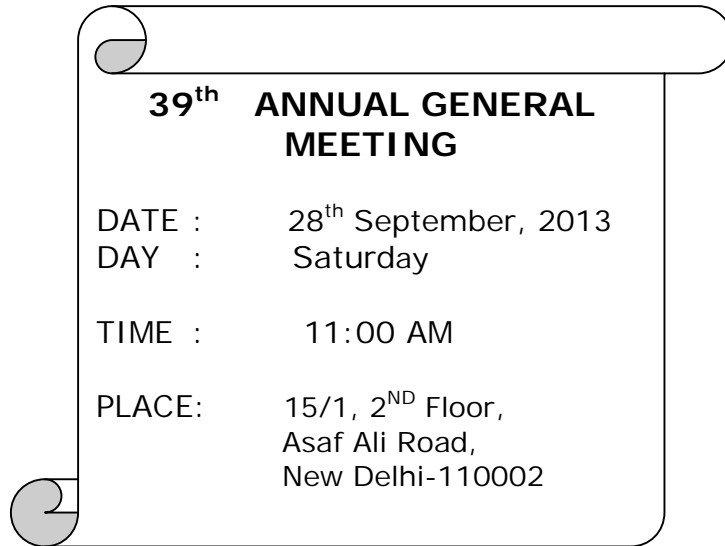 39th ANNUAL GENERAL
MEETING
DATE : 28th September, 2013
DAY : Saturday
TIME : 11:00 AM
PLACE: 15/1, 2ND Floor,
Asaf Ali Road,
New Delhi-110002